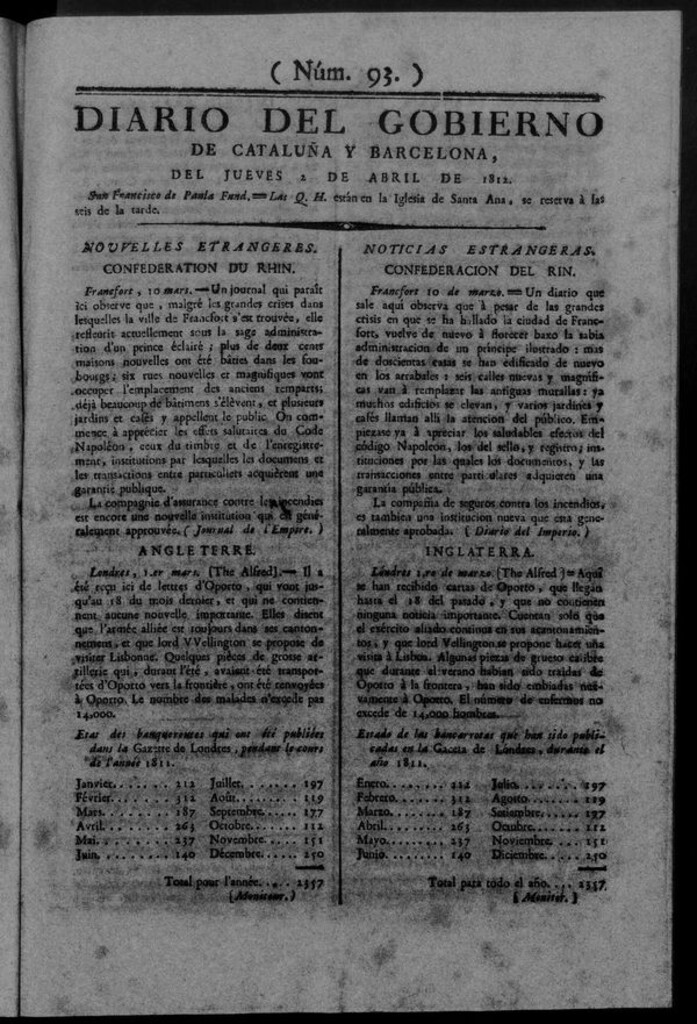 ( Núm. 93. )
DIARIO DEL GOBIERNO
DE CATALUÑA Y BARCELONA,
DEL JUEVES 2 DE ABRIL DE 1812.
San Francisco de Paula Fund. = Las Q. H. están en la Iglesia de Santa Ana, se reserva á las
seis de la tarde.
NOUVELLES ETRANGERES.
CONFEDERATION DU RHIN.
Francfort, 10 mars. — Un journal qui paraît
ici observe que, malgré les grandes crises dans
lesquelles la ville de Francfort s'est trouvée, elle
refleurit actuellement sous la sage administra-
tion d'un prince éclairé; plus de deux cent
maisons nouvelles ont été bâties dans les fou-
bourgs; six rues nouvelles et magnifiques vont
occuper l'emplacement des anciens remparts;
déjà beaucoup de bâtimens s'élèvent, et plusieurs
jardins et cafés y appellent le public. On com-
mence à apprécier les effets salutaires du Code
Napoléon, ceux du timbre et de l'enregistre-
ment, institutions par lesquelles les documens et
les transactions entre particuliers acquièrent une
garantie publique.
La compagnie d'assurance contre les incendies
est encore une nouvelle institution qui est géné-
ralement approuvée. ( Journal de l'Empire. )
ANGLETERRE.
Londres, 1.er mars. [The Alfred]. — Il a
été reçu ici de lettres d'Oporto, qui vont jus-
qu'au 18 du mois dernier, et qui ne contien-
nent aucune nouvelle importante. Elles disent
que l'armée alliée est toujours dans ses canton-
nemens, et que lord VVellington se propose de
visiter Lisbonne. Quelques pièces de grosse ar-
tillerie qui, durant l'été, avaient été transpor-
tées d'Oporto vers la frontière, ont été renvoyées
à Oporto. Le nombre des malades n'excède pas
14,000.
Etat des banqueroutes qui ont été publiées
dans la Gazette de Londres, pendant le cours
de l'année 1811.
Janvier. . . . . . . 212 Juillet. . . . . . . 197
Février. . . . . . . 312 Août. . . . . . . 119
Mars. . . . . . . 187 Septembre. . . . . . 177
Avril. . . . . . . 263 Octobre. . . . . . . 112
Mai. . . . . . . 237 Novembre. . . . . . 151
Juin. . . . . . . 140 Décembre. . . . . . 250
Total pour l'année. . . . . 2357
(Moniteur.)
NOTICIAS ESTRANGERAS.
CONFEDERACION DEL RIN.
Francfort 10 de marzo. = Un diario que
sale aqui observa que á pesar de las grandes
crisis en que se ha hallado la ciudad de Franc-
fort, vuelve de nuevo á florecer baxo la sabia
administracion de un principe ilustrado: mas
de doscientas casas se han edificado de nuevo
en los arrabales: seis calles nuevas y magnifi-
cas van á remplazar las antiguas murallas: ya
muchos edificios se elevan, y varios jardines y
cafés llaman alli la atencion del público. Em-
piezase ya á apreciar los saludables efectos del
código Napoleon, los del sello, y registro; ins-
tituciones por las quales los documentos, y las
transacciones entre particulares adquieren una
garantia pública.
La compañia de seguros contra los incendios,
es tambien una institucion nueva que esta gene-
ralmente aprobada. ( Diario del Imperio. )
INGLATERRA.
Lóndres 1.ro de marzo. (The Alfred) = Aqui
se han recibido cartas de Oporto, que llegan
hasta el 18 del pasado, y que no contienen
ninguna noticia importante. Cuentan solo que
el exército aliado continua en sus acantonamien-
tos, y que lord Vellington se propone hacer una
visita á Lisboa. Algunas piezas de grueso calibre
que durante el verano habian sido traidas de
Oporto á la frontera, han sido embiadas nue-
vamente á Oporto. El número de enfermos no
excede de 14,000 hombres.
Estado de las bancarrotas que han sido publi-
cadas en la Gaceta de Londres, durante el
año 1811.
Enero. . . . . . . 212 Julio. . . . . . . 197
Febrero. . . . . . . 312 Agosto. . . . . . . 119
Marzo. . . . . . . 187 Setiembre. . . . . . 177
Abril. . . . . . . 263 Octubre. . . . . . . 112
Mayo. . . . . . . 237 Noviembre. . . . . . 151
Junio. . . . . . . 140 Diciembre. . . . . . 250
Total para todo el año. . . . 2357
( Monitor. )